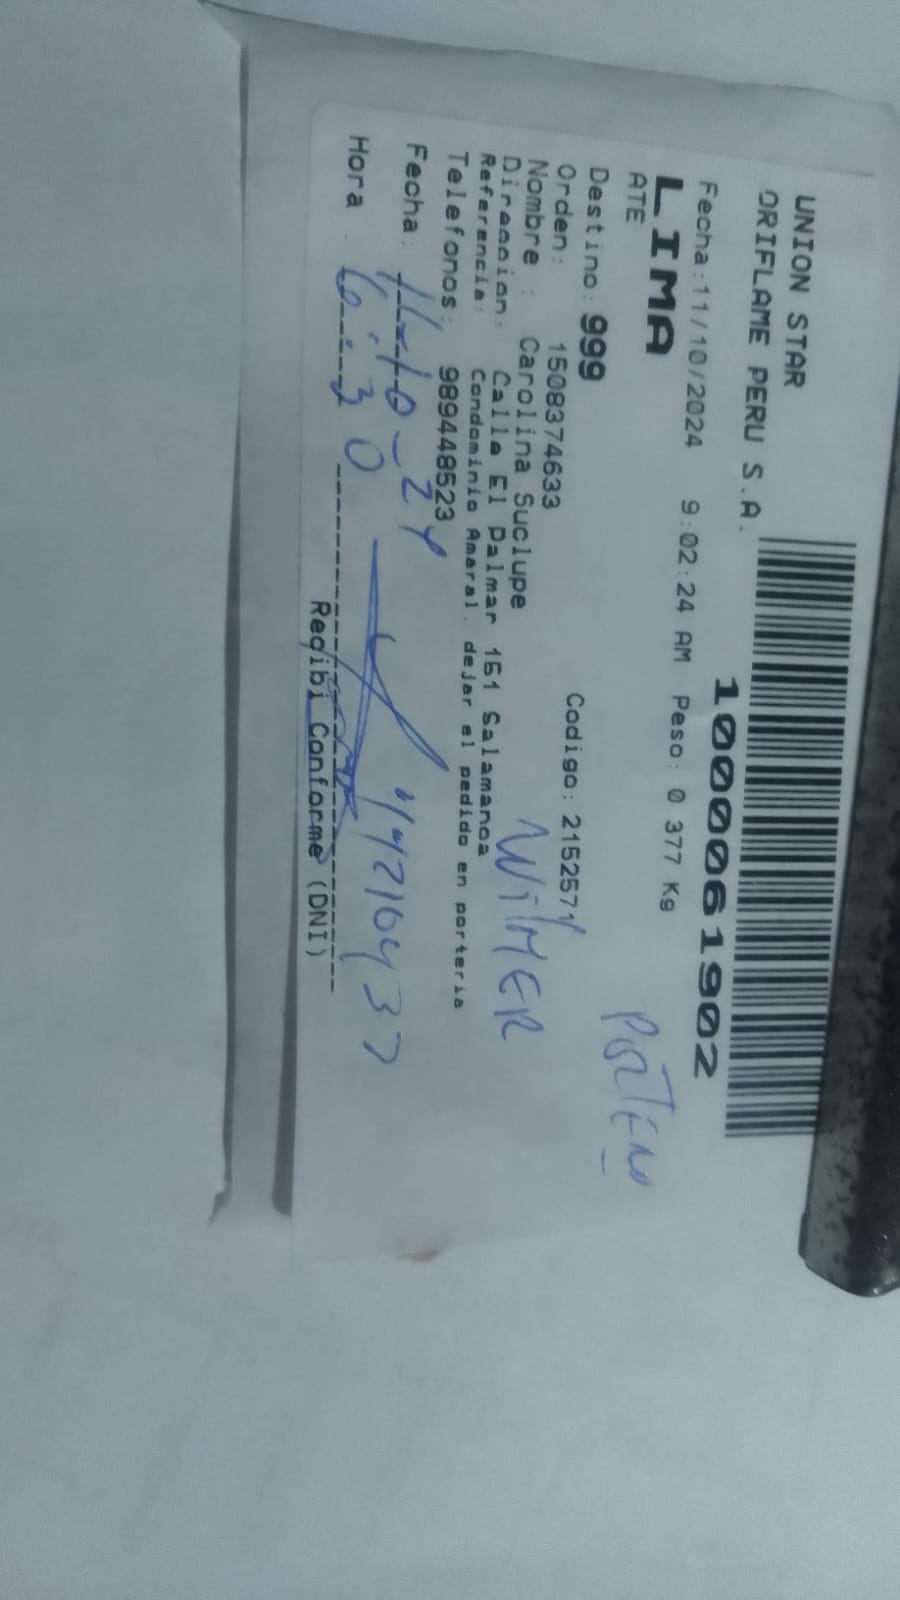 UNION STAR
ORIFLAME PERU S.A.
1000061902
Fecha:11/10/2024 9:02:24 AM Peso: 0 377 Kg
LIMA
ATE
Destino: 999
PORTERO
Orden: 1508374633 Codigo: 2152571
Nombre : Carolina Suclupe
WILMER
Direccion: Calle El Palmar 151 Salamanca
Referencia: Condominio Amaral. dejar el pedido en porteria
Telefonos: 989448523
Fecha: 11-10-24
Hora : 6:30
Recibi Conforme (DNI)